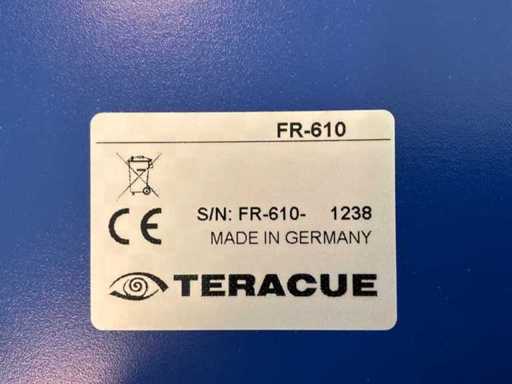 FR-610
S/N: FR-610- 1238
CE
MADE IN GERMANY
TERACUE